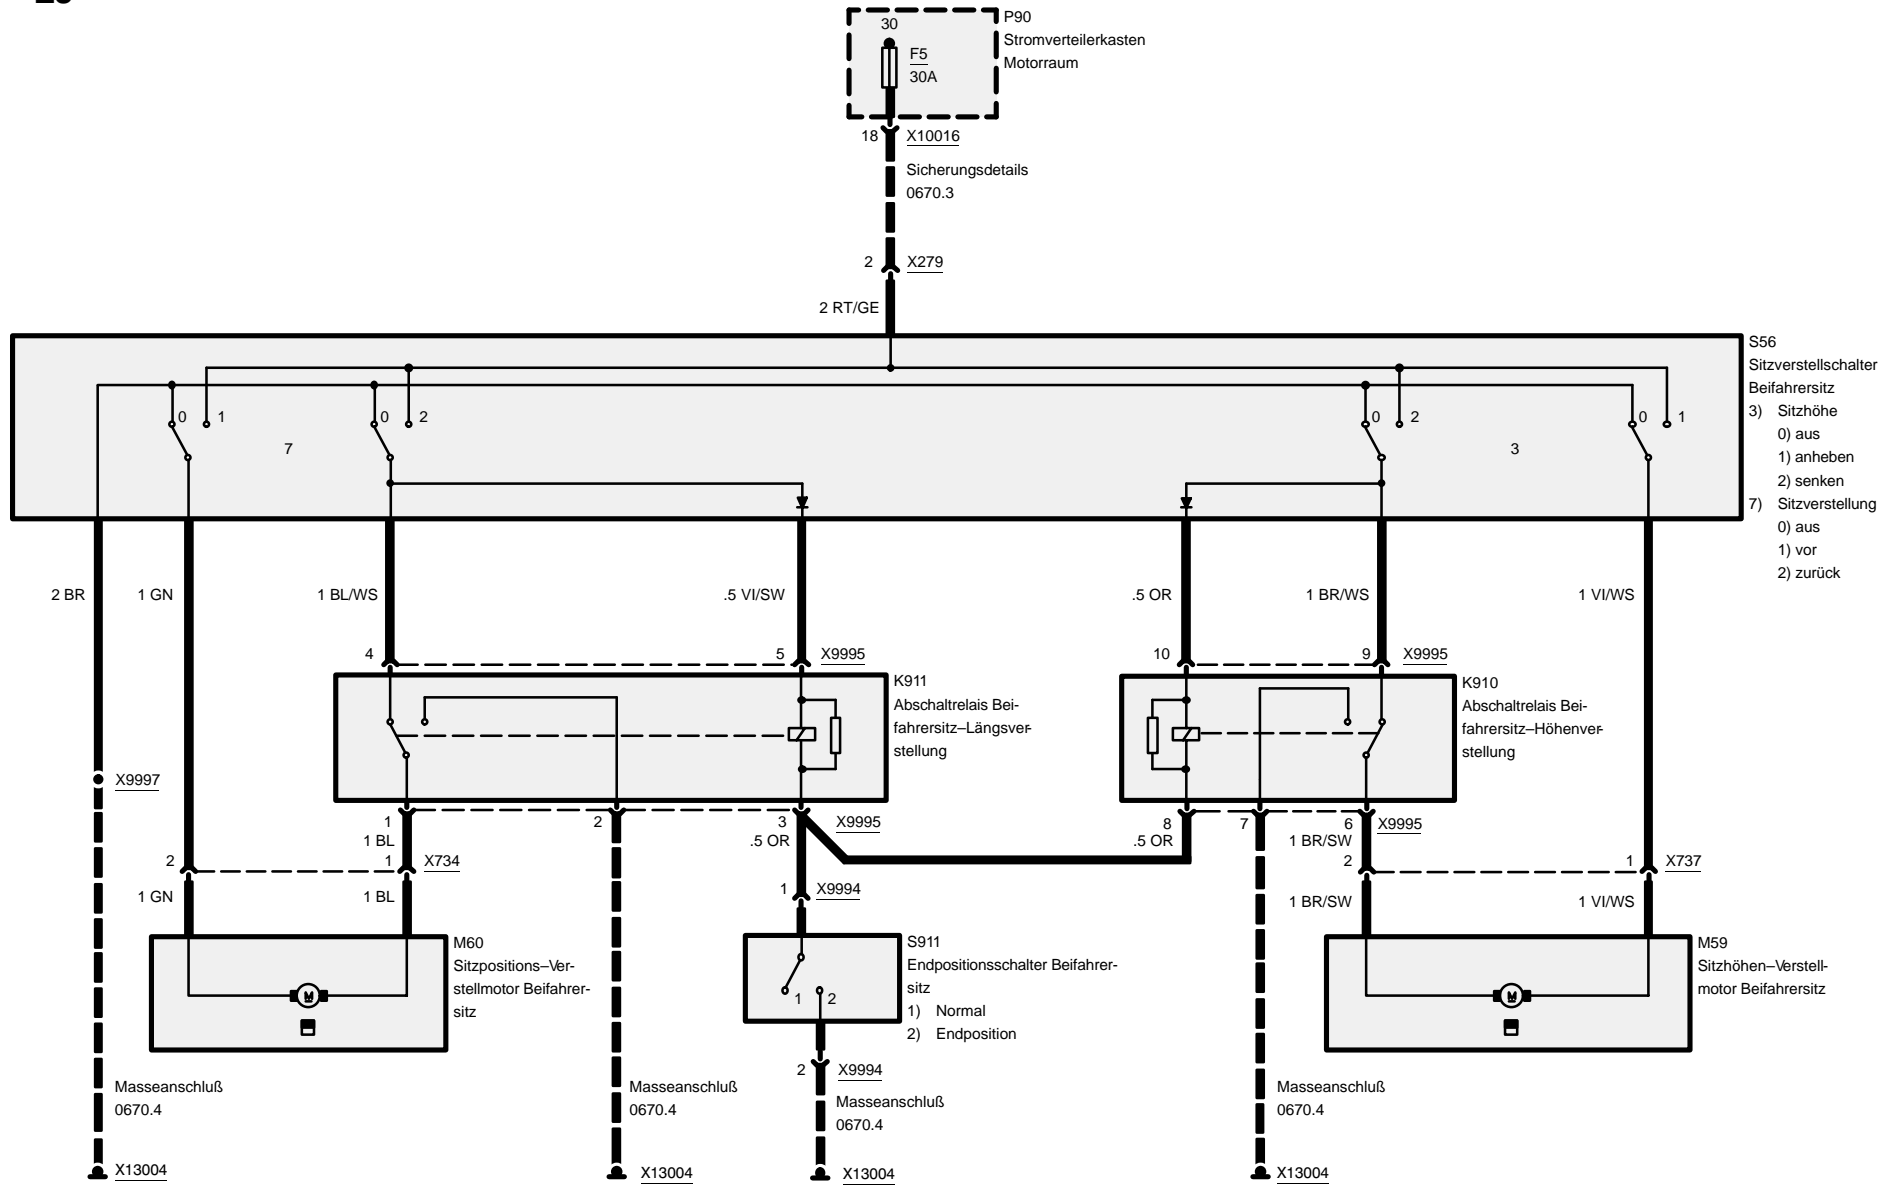 30
F5
30A
P90
Stromverteilerkasten
Motorraum
18
X10016
Sicherungsdetails
0670.3
2
X279
2 RT/GE
S56
Sitzverstellschalter
Beifahrersitz
3) Sitzhöhe
0) aus
1) anheben
2) senken
7) Sitzverstellung
0) aus
1) vor
2) zurück
0 1 0 2 0 2 0 1
7 3
2 BR 1 GN 1 BL/WS .5 VI/SW .5 OR 1 BR/WS 1 VI/WS
4 5 X9995 10 9 X9995
K911
Abschaltrelais Bei-
fahrersitz–Längsver-
stellung
K910
Abschaltrelais Bei-
fahrersitz–Höhenver-
stellung
X9997
1 2 3 X9995 8 7 6 X9995
1 BL .5 OR .5 OR 1 BR/SW
2 1 X734 2 1 X737
1 GN 1 BL 1 X9994 1 BR/SW 1 VI/WS
M60
Sitzpositions–Ver-
stellmotor Beifahrer-
sitz
M
S911
Endpositionsschalter Beifahrer-
sitz
1) Normal
2) Endposition
1 2
M59
Sitzhöhen–Verstell-
motor Beifahrersitz
M
2 X9994
Masseanschluß
0670.4
Masseanschluß
0670.4
Masseanschluß
0670.4
Masseanschluß
0670.4
X13004 X13004 X13004 X13004